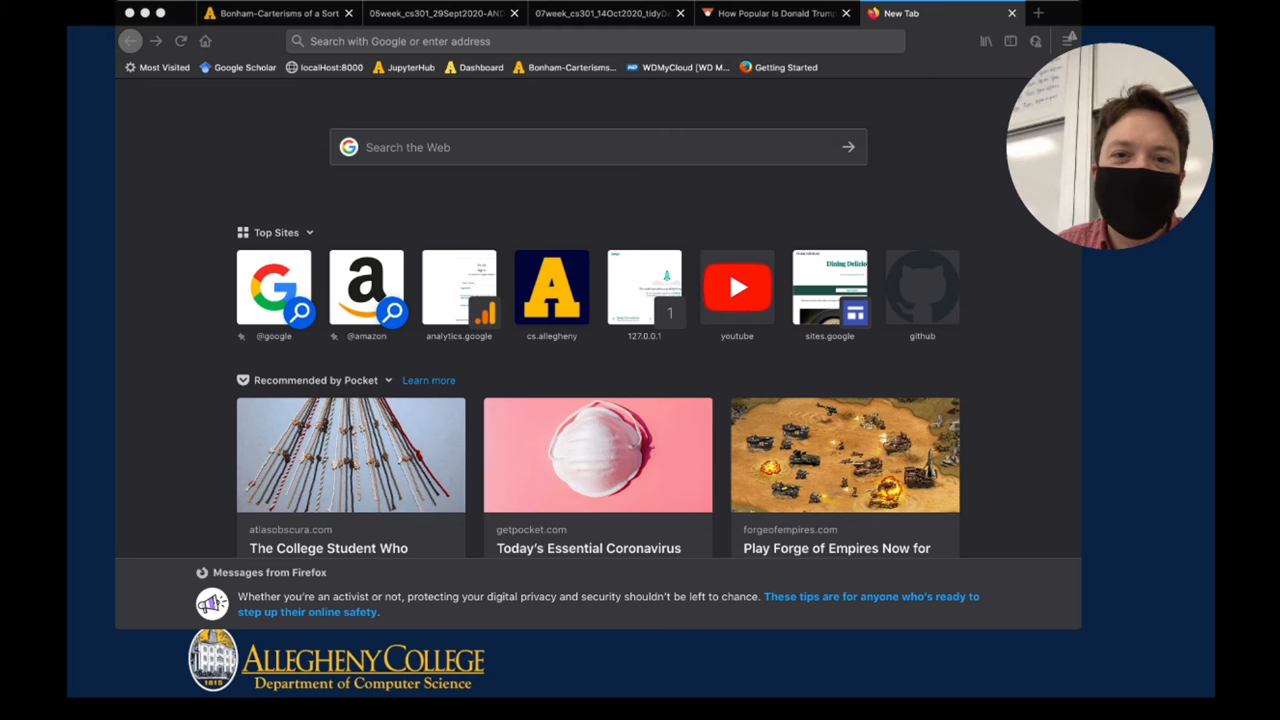 Bonham-Carterisms of a Sort
05week_cs301_29Sept2020-AND
07week_cs301_14Oct2020_tidyD
How Popular Is Donald Trump
New Tab
Search with Google or enter address
Most Visited
Google Scholar
localHost:8000
JupyterHub
Dashboard
Bonham-Carterisms...
WDMyCloud (WD M...
Getting Started
Search the Web
Top Sites
@google
@amazon
analytics.google
cs.allegheny
1
127.0.0.1
youtube
Dining Delicio
sites.google
github
Recommended by Pocket
Learn more
atlasobscura.com
The College Student Who
getpocket.com
Today's Essential Coronavirus
forgeofempires.com
Play Forge of Empires Now for
Messages from Firefox
Whether you're an activist or not, protecting your digital privacy and security shouldn't be left to chance. These tips are for anyone who's ready to
step up their online safety.
1815
ALLEGHENY COLLEGE
Department of Computer Science